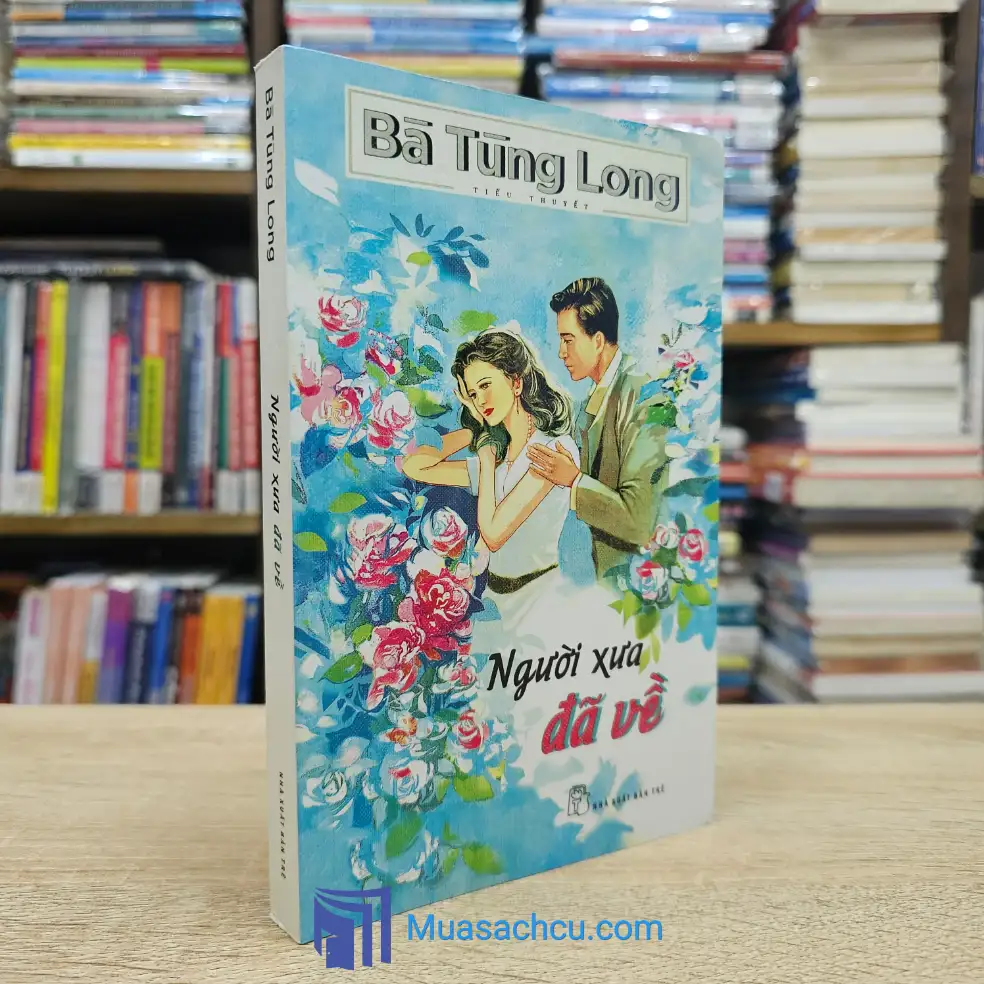 Bà Tùng Long
TIỂU THUYẾT
Người xưa
đã về
NHÀ XUẤT BẢN TRẺ
Bà Tùng Long
Người xưa đã về
NHÀ XUẤT BẢN TRẺ
Muasachcu.com